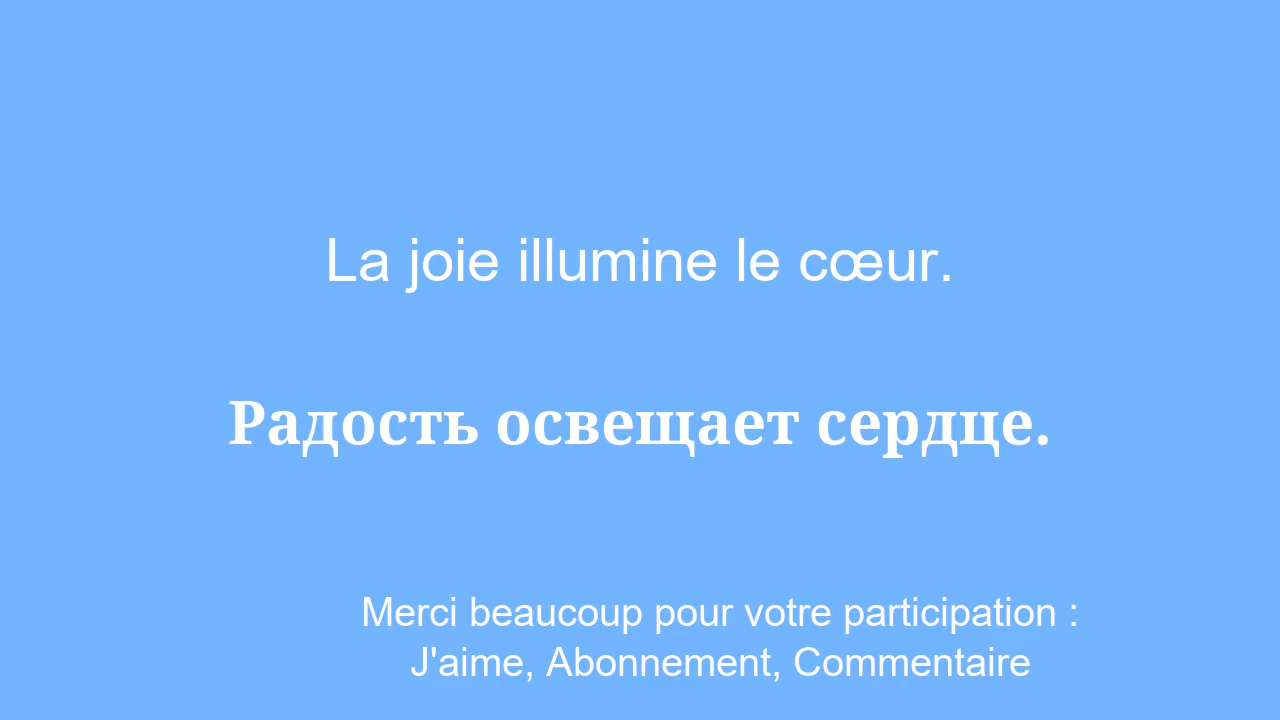 La joie illumine le cœur.
Радость освещает сердце.
Merci beaucoup pour votre participation :
J'aime, Abonnement, Commentaire